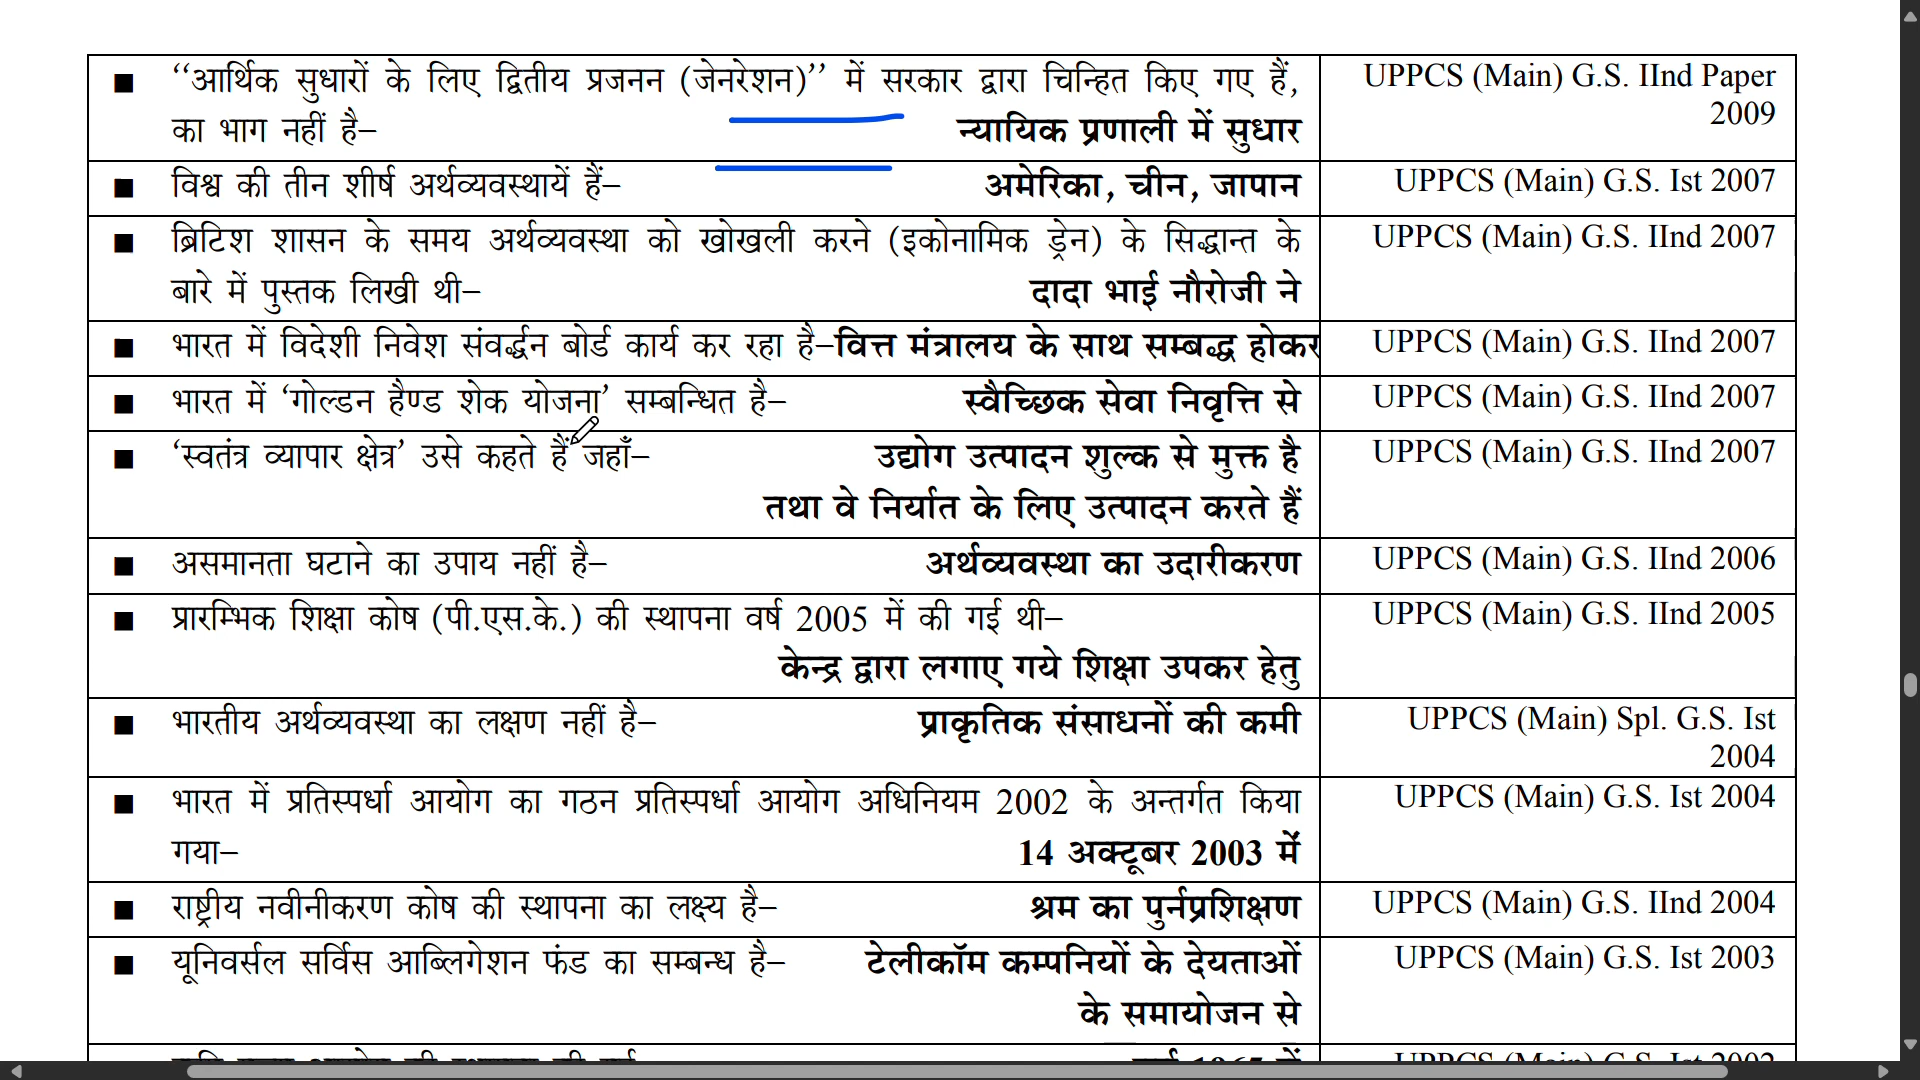 ■ ‘‘आर्थिक सुधारों के लिए द्वितीय प्रजनन (जेनरेशन)’’ में सरकार द्वारा चिन्हित किए गए हैं, UPPCS (Main) G.S. IInd Paper
का भाग नहीं है– न्यायिक प्रणाली में सुधार 2009
■ विश्व की तीन शीर्ष अर्थव्यवस्थायें हैं– अमेरिका, चीन, जापान UPPCS (Main) G.S. Ist 2007
■ ब्रिटिश शासन के समय अर्थव्यवस्था को खोखली करने (इकोनामिक ड्रेन) के सिद्धान्त के UPPCS (Main) G.S. IInd 2007
बारे में पुस्तक लिखी थी– दादा भाई नौरोजी ने
■ भारत में विदेशी निवेश संवर्द्धन बोर्ड कार्य कर रहा है–वित्त मंत्रालय के साथ सम्बद्ध होकर UPPCS (Main) G.S. IInd 2007
■ भारत में ‘गोल्डन हैण्ड शेक योजना’ सम्बन्धित है– स्वैच्छिक सेवा निवृत्ति से UPPCS (Main) G.S. IInd 2007
■ ‘स्वतंत्र व्यापार क्षेत्र’ उसे कहते हैं जहाँ– उद्योग उत्पादन शुल्क से मुक्त है UPPCS (Main) G.S. IInd 2007
तथा वे निर्यात के लिए उत्पादन करते हैं
■ असमानता घटाने का उपाय नहीं है– अर्थव्यवस्था का उदारीकरण UPPCS (Main) G.S. IInd 2006
■ प्रारम्भिक शिक्षा कोष (पी.एस.के.) की स्थापना वर्ष 2005 में की गई थी– UPPCS (Main) G.S. IInd 2005
केन्द्र द्वारा लगाए गये शिक्षा उपकर हेतु
■ भारतीय अर्थव्यवस्था का लक्षण नहीं है– प्राकृतिक संसाधनों की कमी UPPCS (Main) Spl. G.S. Ist
2004
■ भारत में प्रतिस्पर्धा आयोग का गठन प्रतिस्पर्धा आयोग अधिनियम 2002 के अन्तर्गत किया UPPCS (Main) G.S. Ist 2004
गया– 14 अक्टूबर 2003 में
■ राष्ट्रीय नवीनीकरण कोष की स्थापना का लक्ष्य है– श्रम का पुर्नप्रशिक्षण UPPCS (Main) G.S. IInd 2004
■ यूनिवर्सल सर्विस आब्लिगेशन फंड का सम्बन्ध है– टेलीकॉम कम्पनियों के देयताओं UPPCS (Main) G.S. Ist 2003
के समायोजन से